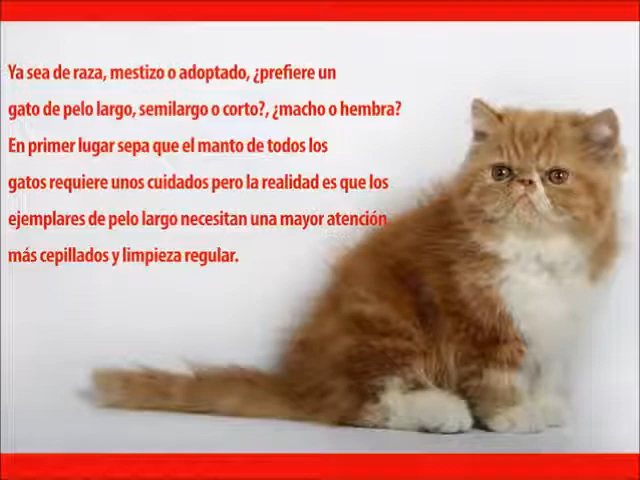 Ya sea de raza, mestizo o adoptado, ¿prefiere un
gato de pelo largo, semilargo o corto?, ¿macho o hembra?
En primer lugar sepa que el manto de todos los
gatos requiere unos cuidados pero la realidad es que los
ejemplares de pelo largo necesitan una mayor atención
más cepillados y limpieza regular.